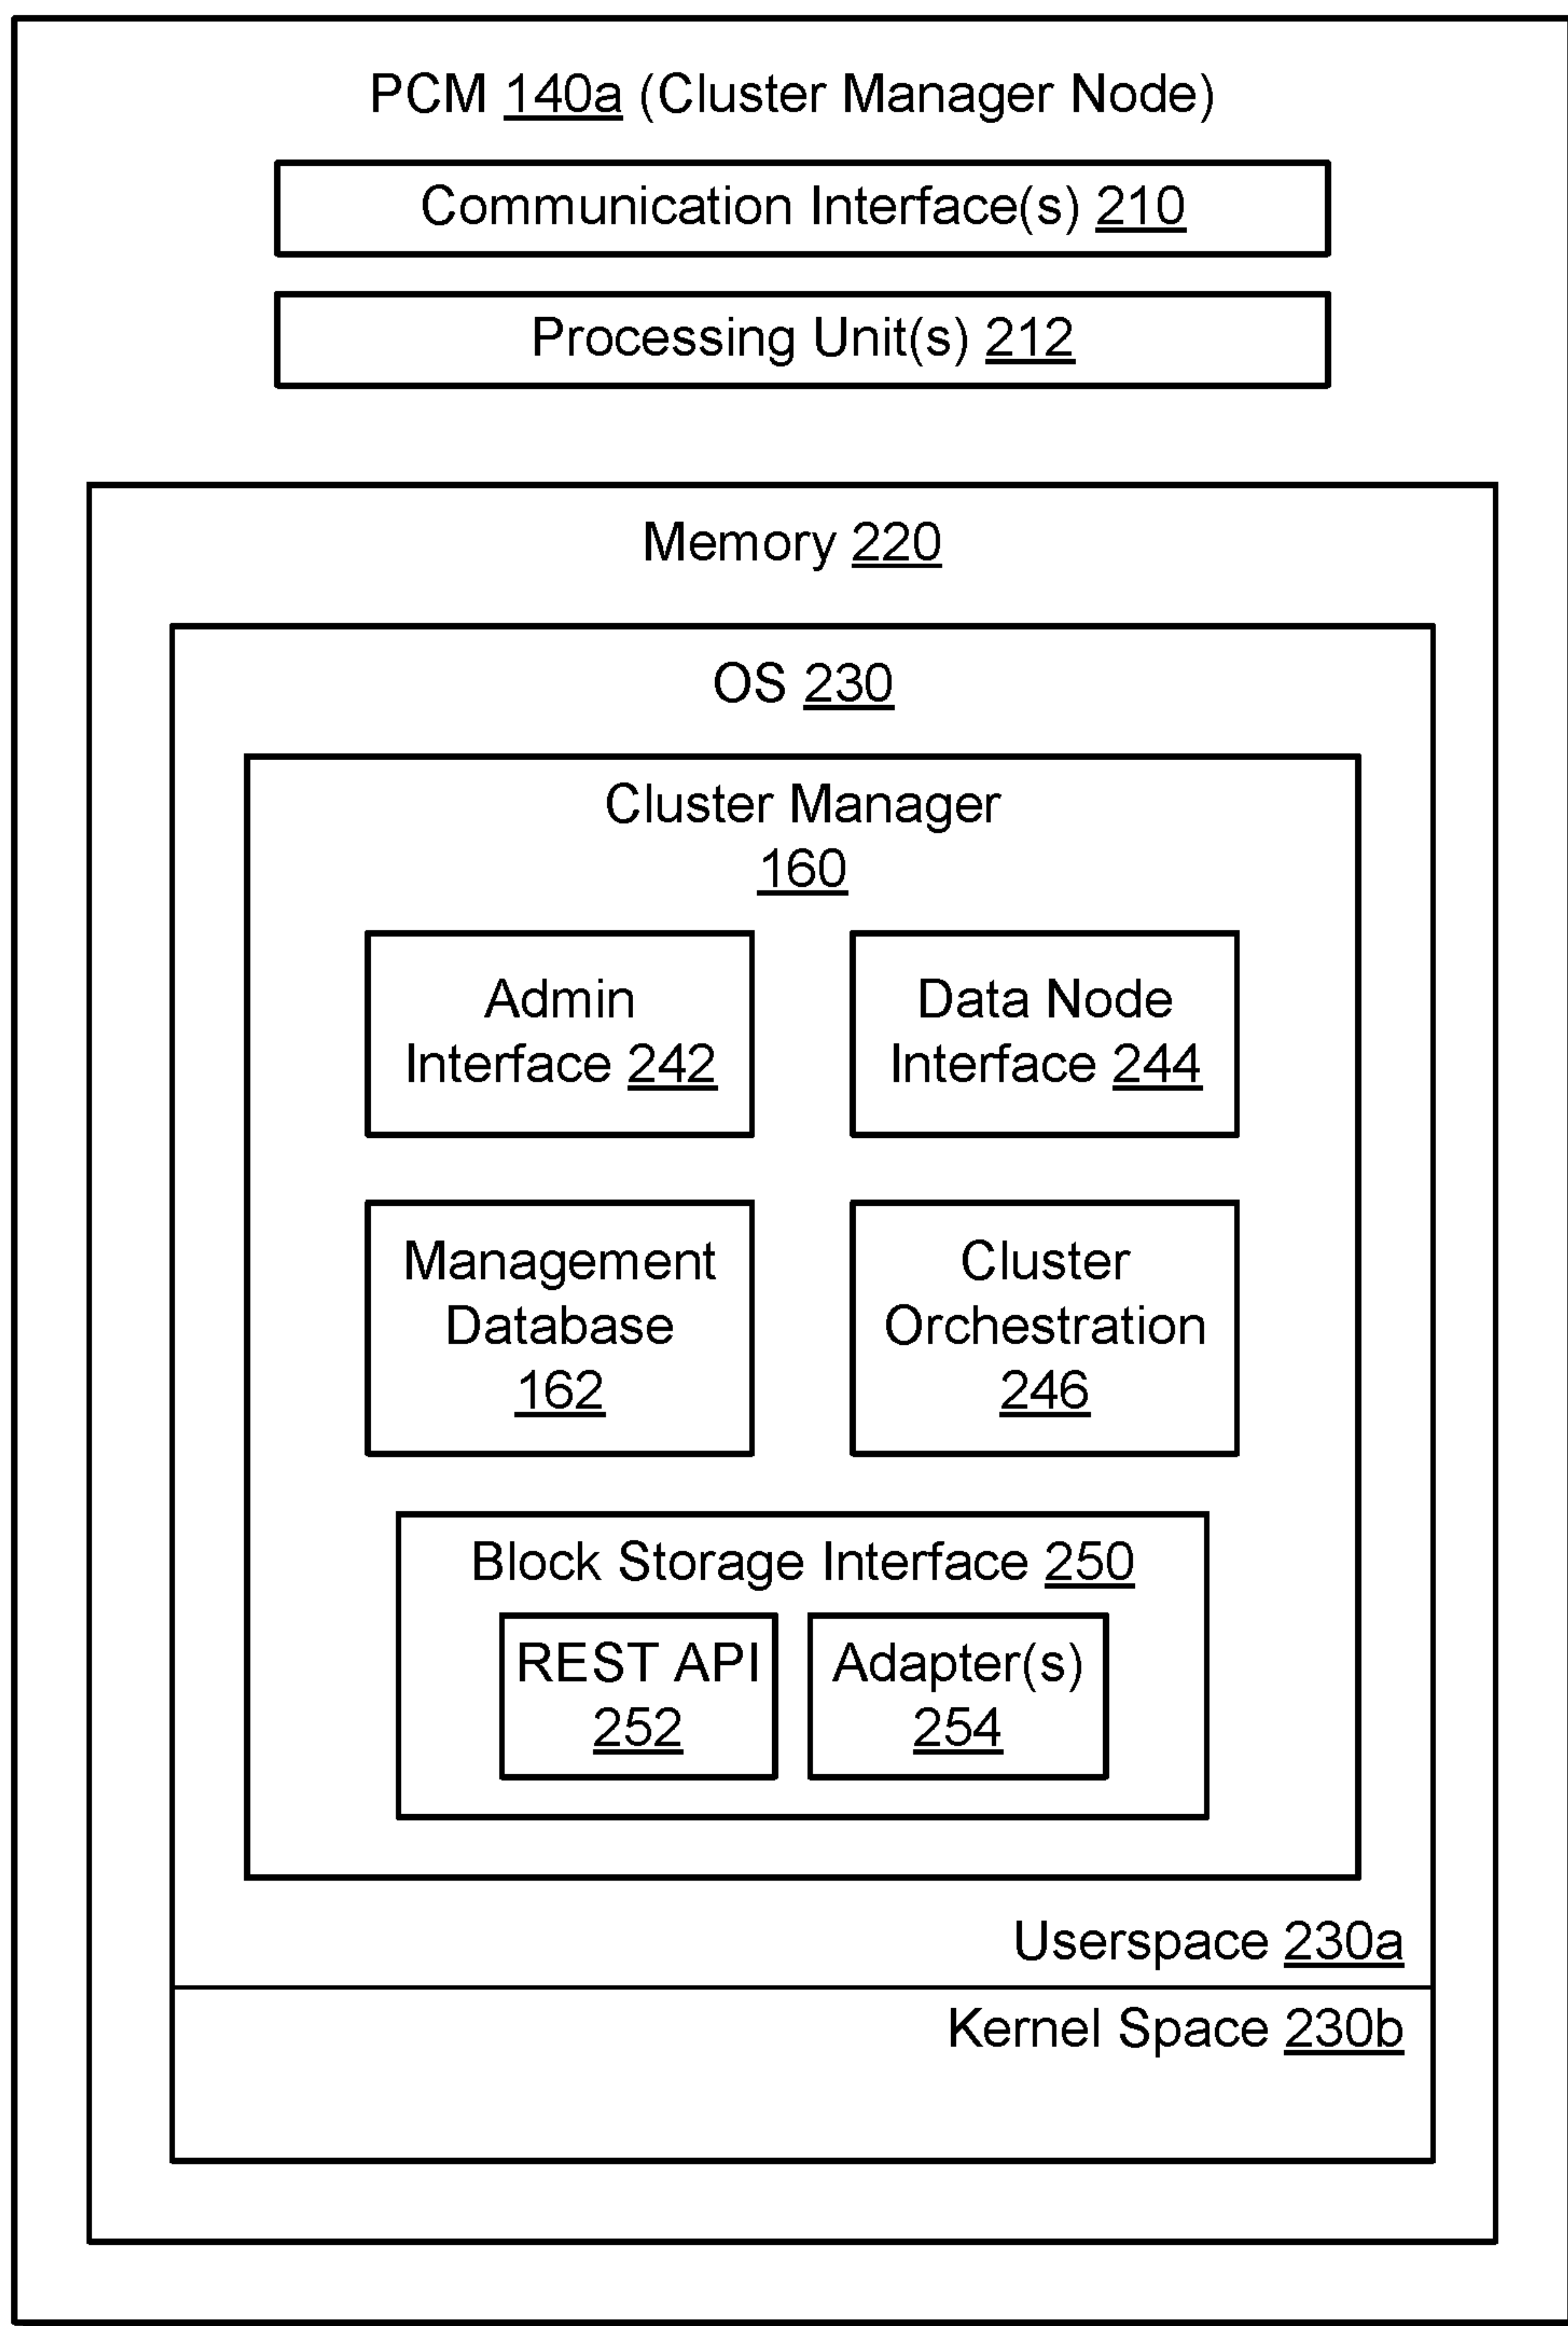 PCM 140a (Cluster Manager Node)
Communication Interface(s) 210
Processing Unit(s) 212
Memory 220
OS 230
Cluster Manager
160
Admin
Interface 242
Data Node
Interface 244
Management
Database
162
Cluster
Orchestration
246
Block Storage Interface 250
REST API
252
Adapter(s)
254
Userspace 230a
Kernel Space 230b